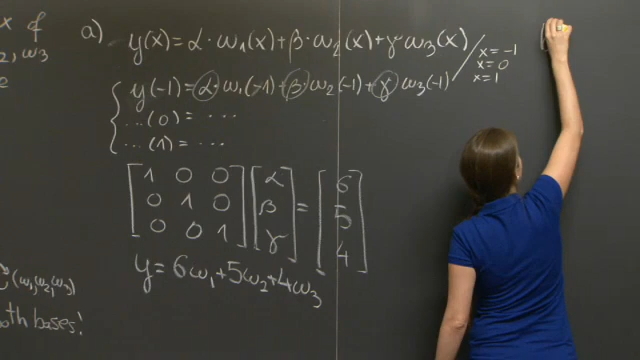 x of
ω2, ω3
e
a) y(x) = α · ω1(x) + β · ω2(x) + γ ω3(x) / x = -1
x = 0
x = 1
{ y(-1) = α · ω1(-1) + β · ω2(-1) + γ ω3(-1)
...(0) = ...
...(1) = ...
[1 0 0] [α] = [6]
[0 1 0] [β] [5]
[0 0 1] [γ] [4]
y = 6ω1 + 5ω2 + 4ω3
(ω1, ω2, ω3)
oth bases!